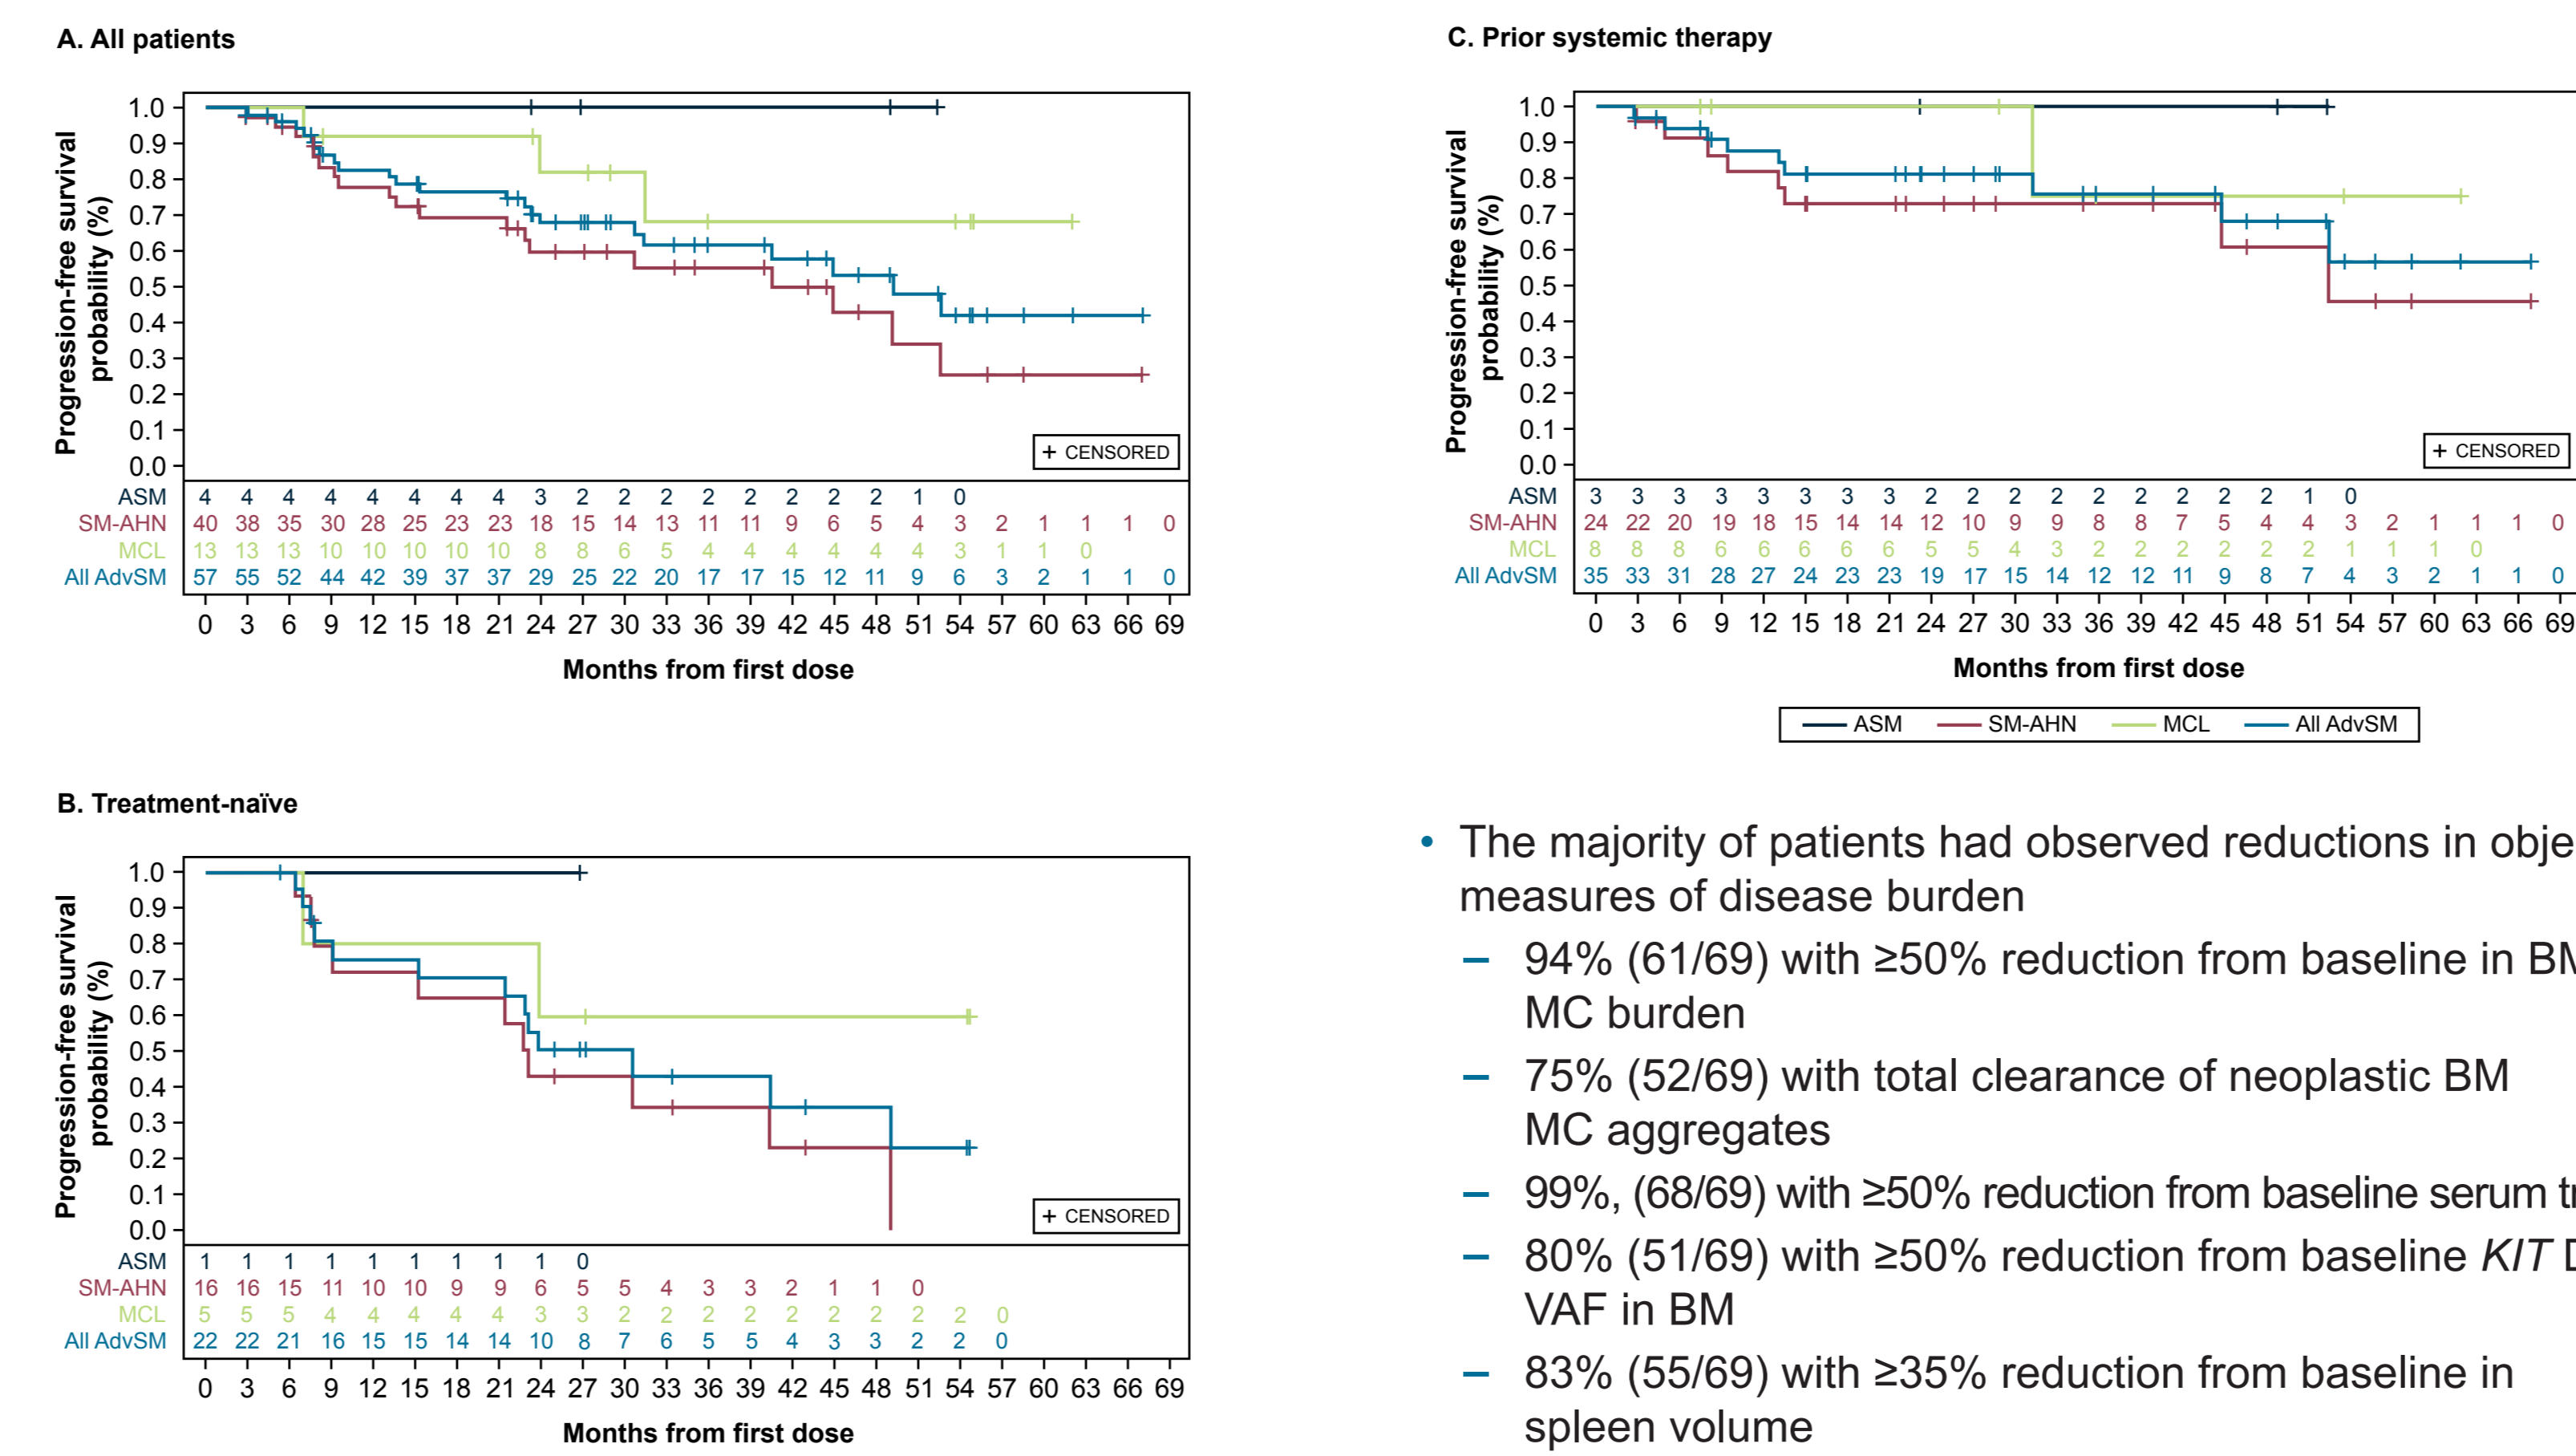 A. All patients
Progression-free survival
probability (%)
1.0
0.9
0.8
0.7
0.6
0.5
0.4
0.3
0.2
0.1
0.0
+ CENSORED
ASM 4 4 4 4 4 4 4 4 3 2 2 2 2 2 2 2 2 1 0
SM-AHN 40 38 35 30 28 25 23 23 18 15 14 13 11 11 9 6 5 4 3 2 1 1 1 0
MCL 13 13 13 10 10 10 10 10 8 8 6 5 4 4 4 4 4 4 3 1 1 0
All AdvSM 57 55 52 44 42 39 37 37 29 25 22 20 17 17 15 12 11 9 6 3 2 1 1 0
0 3 6 9 12 15 18 21 24 27 30 33 36 39 42 45 48 51 54 57 60 63 66 69
Months from first dose
B. Treatment-naïve
Progression-free survival
probability (%)
1.0
0.9
0.8
0.7
0.6
0.5
0.4
0.3
0.2
0.1
0.0
+ CENSORED
ASM 1 1 1 1 1 1 1 1 1 0
SM-AHN 16 16 15 11 10 10 9 9 6 5 5 4 3 3 2 1 1 0
MCL 5 5 5 4 4 4 4 4 3 3 2 2 2 2 2 2 2 2 2 0
All AdvSM 22 22 21 16 15 15 14 14 10 8 7 6 5 5 4 3 3 2 2 0
0 3 6 9 12 15 18 21 24 27 30 33 36 39 42 45 48 51 54 57 60 63 66 69
Months from first dose
C. Prior systemic therapy
Progression-free survival
probability (%)
1.0
0.9
0.8
0.7
0.6
0.5
0.4
0.3
0.2
0.1
0.0
+ CENSORED
ASM 3 3 3 3 3 3 3 3 2 2 2 2 2 2 2 2 2 1 0
SM-AHN 24 22 20 19 18 15 14 14 12 10 9 9 8 8 7 5 4 4 3 2 1 1 1 0
MCL 8 8 8 6 6 6 6 6 5 5 4 3 2 2 2 2 2 2 1 1 1 0
All AdvSM 35 33 31 28 27 24 23 23 19 17 15 14 12 12 11 9 8 7 4 3 2 1 1 0
0 3 6 9 12 15 18 21 24 27 30 33 36 39 42 45 48 51 54 57 60 63 66 69
Months from first dose
ASM SM-AHN MCL All AdvSM
• The majority of patients had observed reductions in obje
measures of disease burden
– 94% (61/69) with ≥50% reduction from baseline in BM
MC burden
– 75% (52/69) with total clearance of neoplastic BM
MC aggregates
– 99%, (68/69) with ≥50% reduction from baseline serum tr
– 80% (51/69) with ≥50% reduction from baseline KIT D
VAF in BM
– 83% (55/69) with ≥35% reduction from baseline in
spleen volume